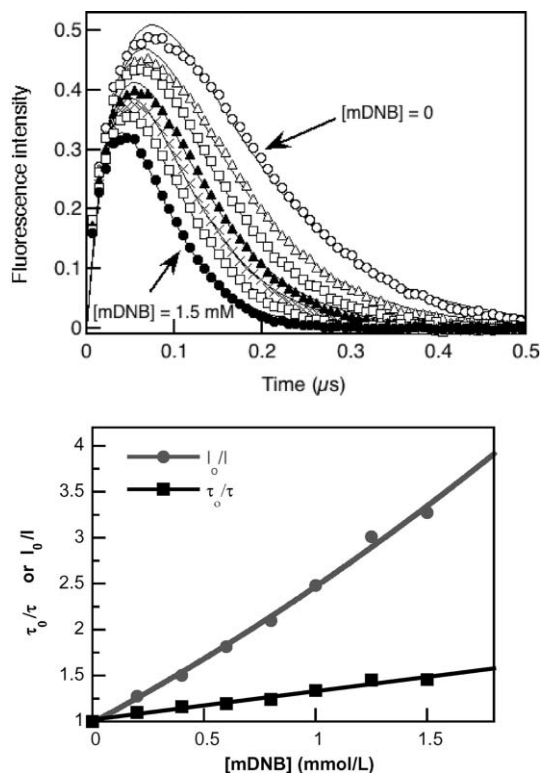 0.5
0.4
0.3
0.2
0.1
0
Fluorescence intensity
[mDNB] = 0
[mDNB] = 1.5 mM
0 0.1 0.2 0.3 0.4 0.5
Time (µs)
4
3.5
3
2.5
2
1.5
1
τ₀/τ or I₀/I
Iₒ/I
τₒ/τ
0 0.5 1 1.5
[mDNB] (mmol/L)